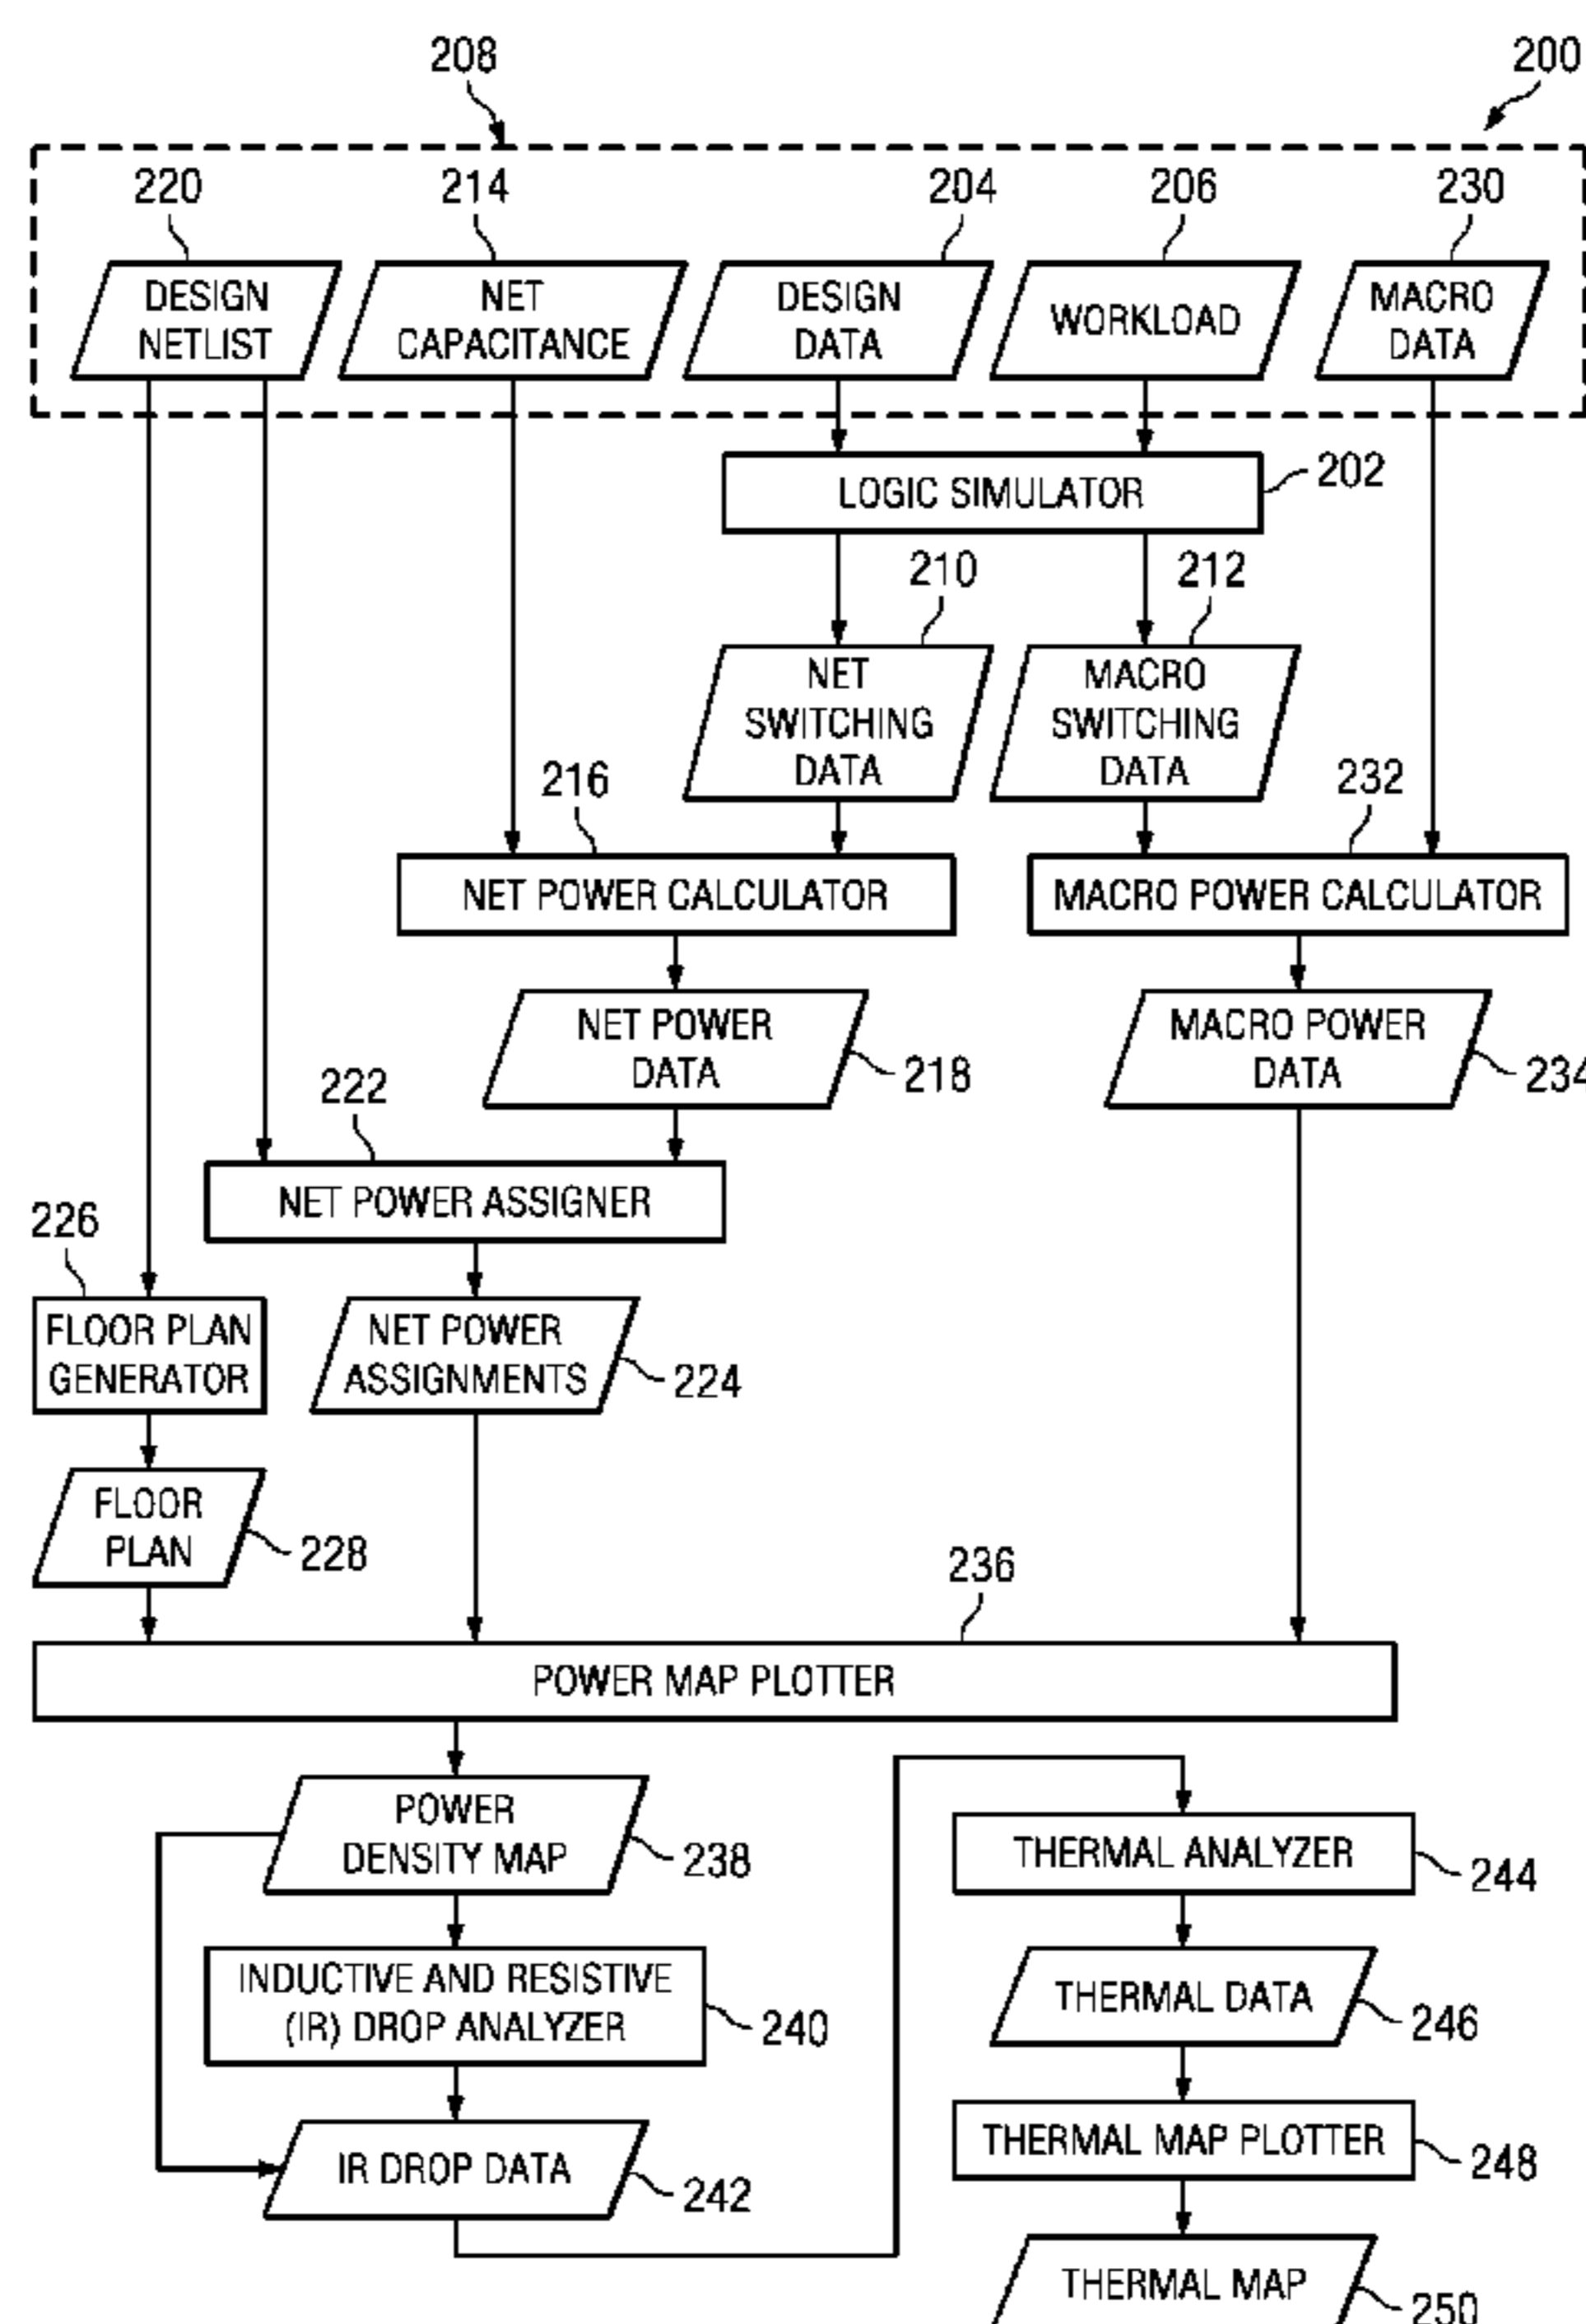 208
200
220
214
204
206
230
DESIGN
NETLIST
NET
CAPACITANCE
DESIGN
DATA
WORKLOAD
MACRO
DATA
LOGIC SIMULATOR
202
210
212
NET
SWITCHING
DATA
MACRO
SWITCHING
DATA
216
232
NET POWER CALCULATOR
MACRO POWER CALCULATOR
NET POWER
DATA
218
MACRO POWER
DATA
234
222
NET POWER ASSIGNER
226
FLOOR PLAN
GENERATOR
NET POWER
ASSIGNMENTS
224
FLOOR
PLAN
228
236
POWER MAP PLOTTER
POWER
DENSITY MAP
238
THERMAL ANALYZER
244
INDUCTIVE AND RESISTIVE
(IR) DROP ANALYZER
240
THERMAL DATA
246
THERMAL MAP PLOTTER
248
IR DROP DATA
242
THERMAL MAP
250